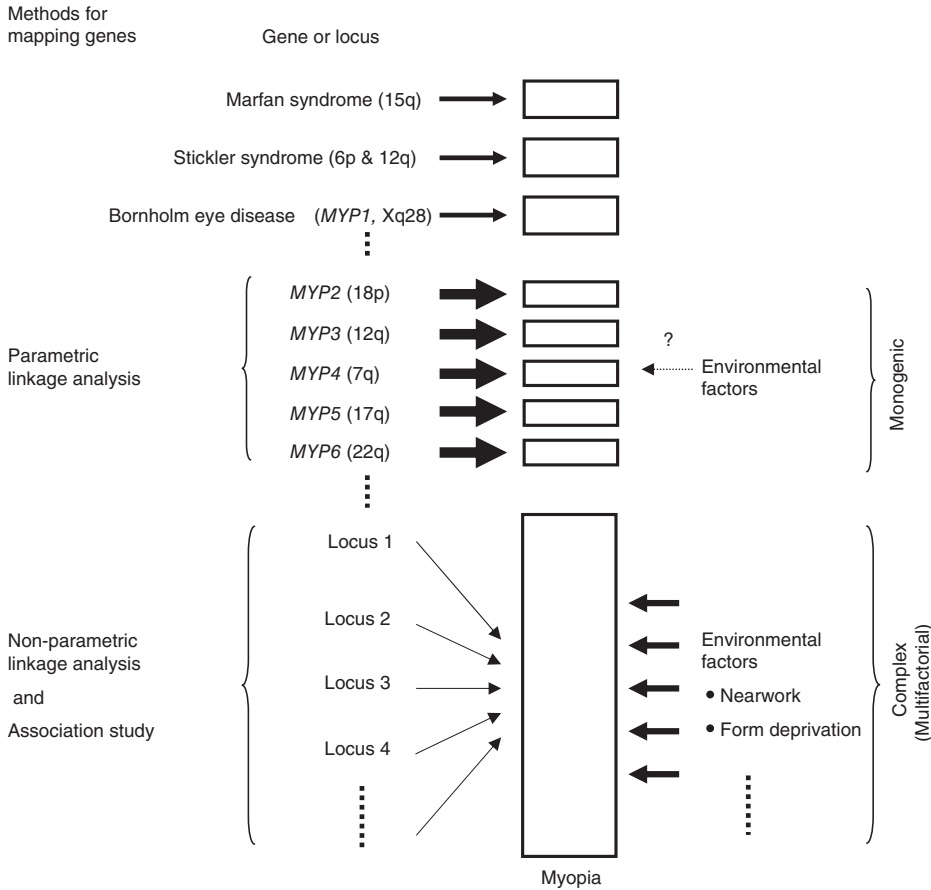 Methods for
mapping genes
Gene or locus
Marfan syndrome (15q)
Stickler syndrome (6p & 12q)
Bornholm eye disease (MYP1, Xq28)
Parametric
linkage analysis
MYP2 (18p)
MYP3 (12q)
MYP4 (7q)
MYP5 (17q)
MYP6 (22q)
?
Environmental
factors
Monogenic
Non-parametric
linkage analysis
and
Association study
Locus 1
Locus 2
Locus 3
Locus 4
Environmental
factors
• Nearwork
• Form deprivation
Complex
(Multifactorial)
Myopia